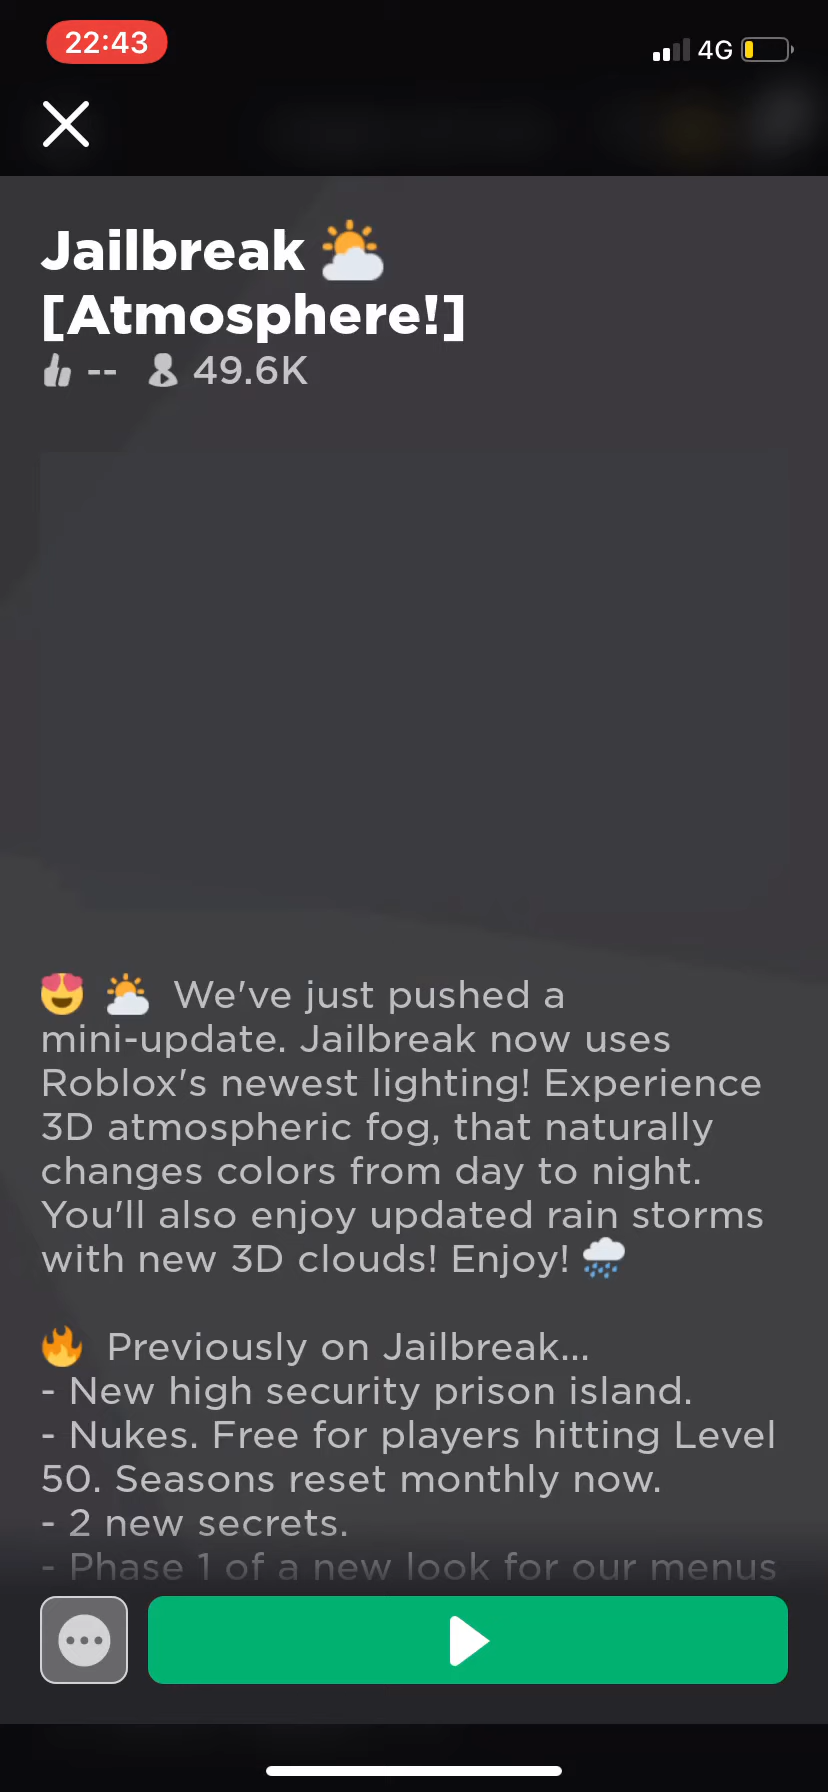 22:43
4G
Jailbreak 🌤️
[Atmosphere!]
-- 49.6K
😍 🌤️ We've just pushed a
mini-update. Jailbreak now uses
Roblox's newest lighting! Experience
3D atmospheric fog, that naturally
changes colors from day to night.
You'll also enjoy updated rain storms
with new 3D clouds! Enjoy! 🌧️
🔥 Previously on Jailbreak...
- New high security prison island.
- Nukes. Free for players hitting Level
50. Seasons reset monthly now.
- 2 new secrets.
- Phase 1 of a new look for our menus